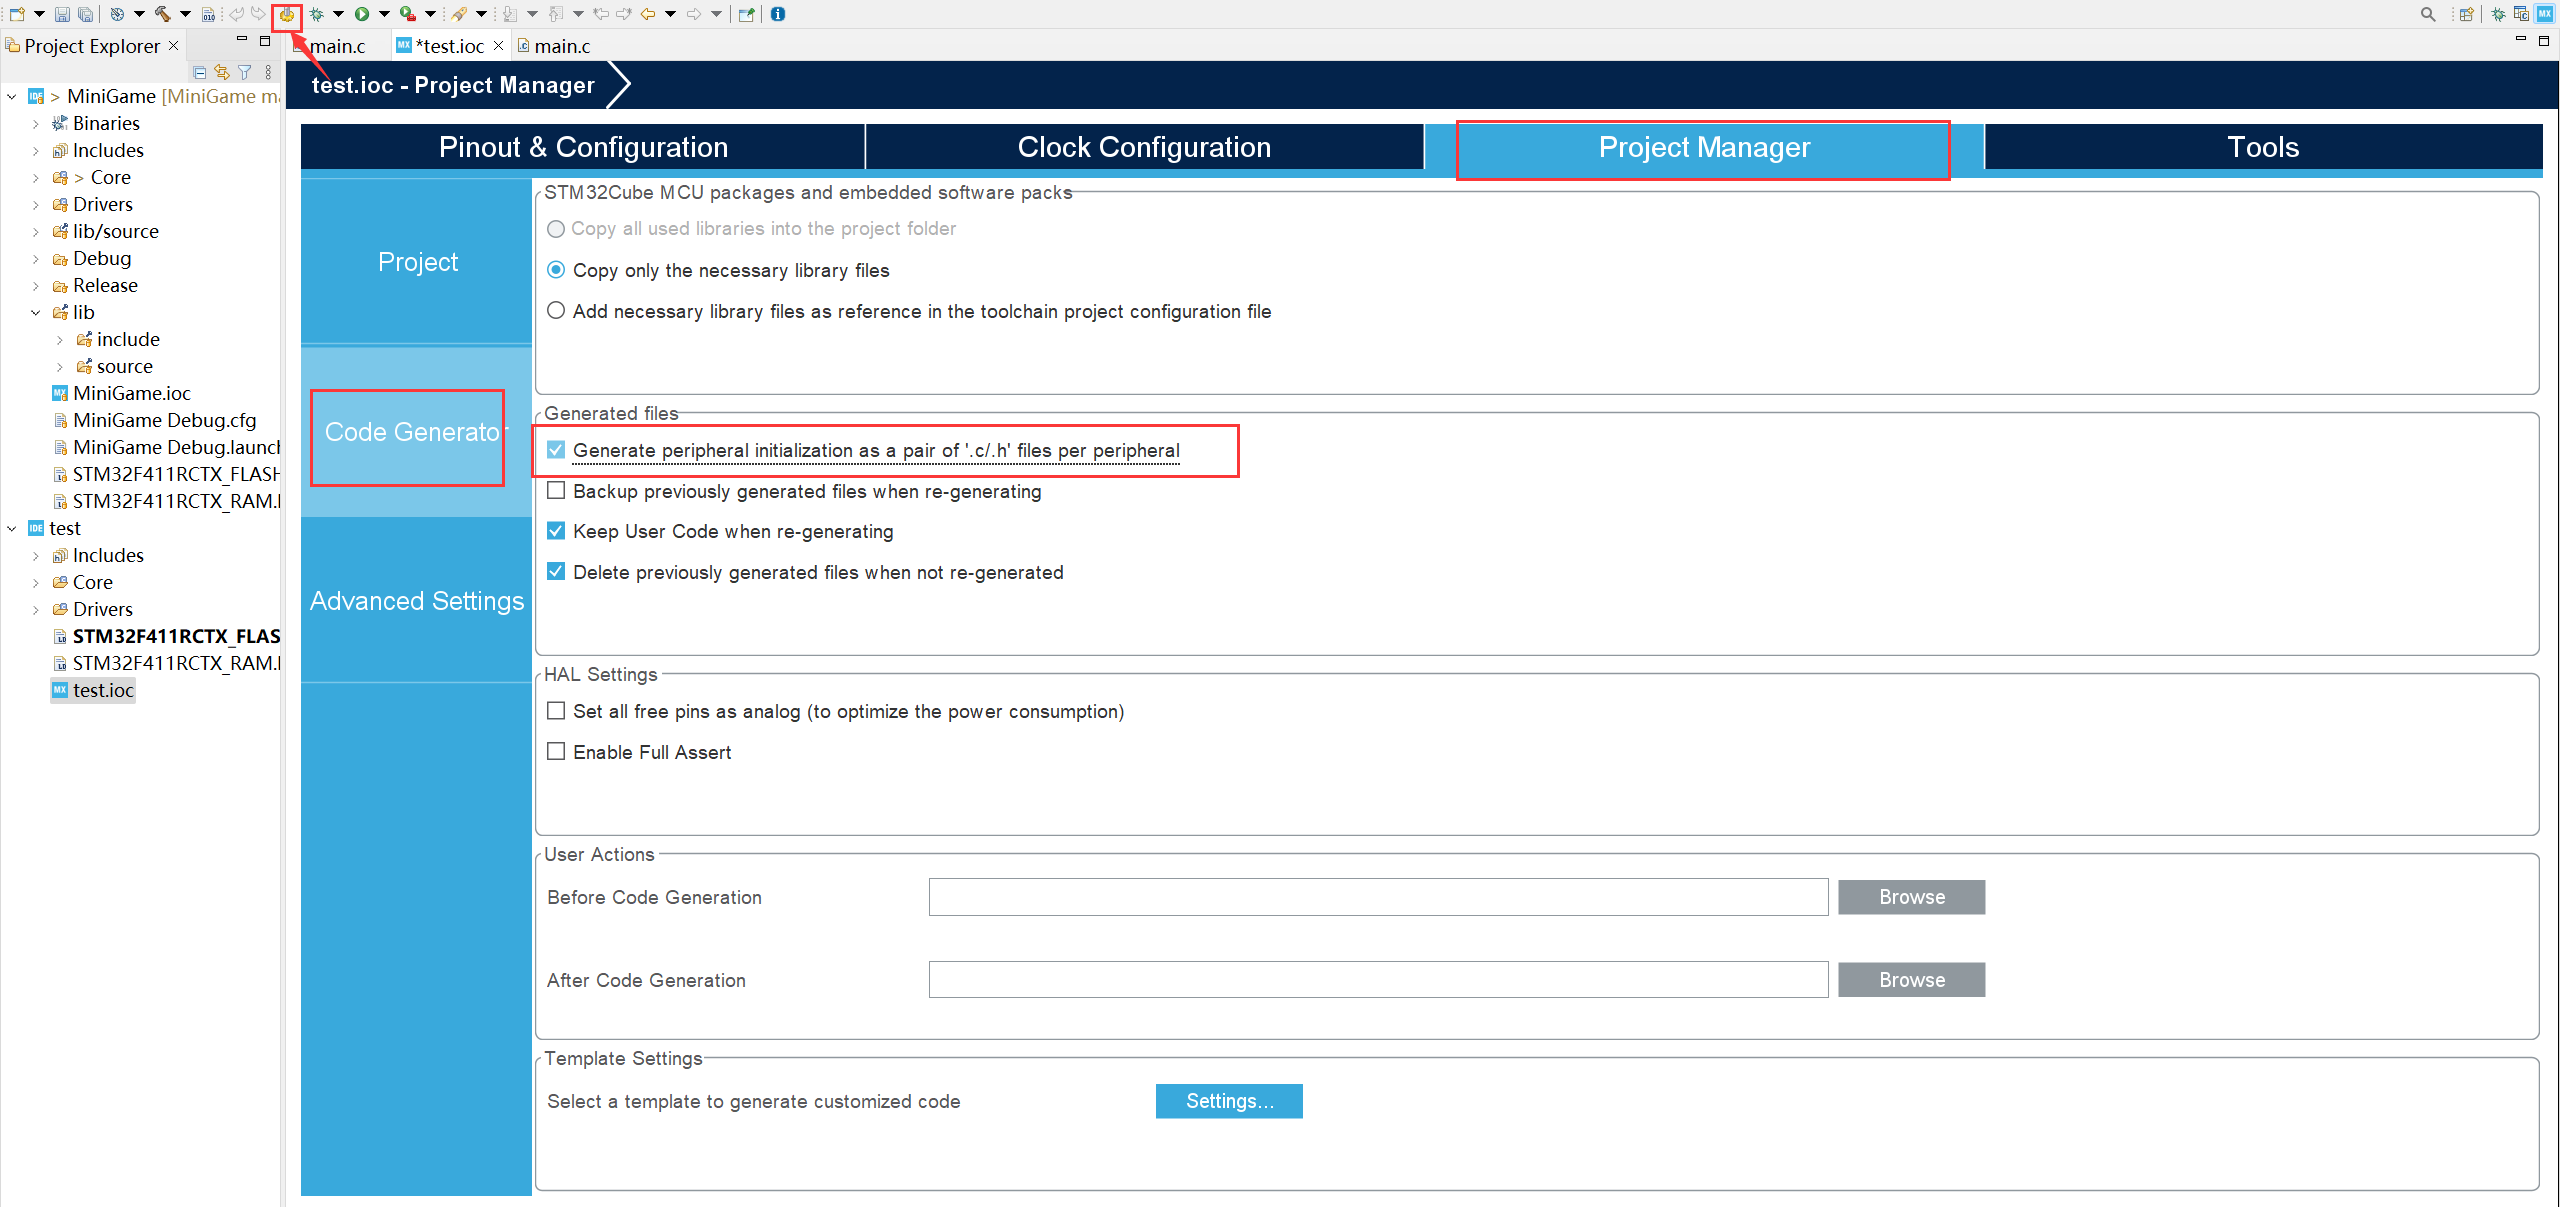 Project Explorer
main.c
*test.ioc
main.c
test.ioc - Project Manager
> MiniGame [MiniGame m
Binaries
Includes
> Core
Drivers
lib/source
Debug
Release
lib
include
source
MiniGame.ioc
MiniGame Debug.cfg
MiniGame Debug.launch
STM32F411RCTX_FLASH
STM32F411RCTX_RAM.
test
Includes
Core
Drivers
STM32F411RCTX_FLAS
STM32F411RCTX_RAM.
test.ioc
Pinout & Configuration
Clock Configuration
Project Manager
Tools
Project
Code Generator
Advanced Settings
STM32Cube MCU packages and embedded software packs
Copy all used libraries into the project folder
Copy only the necessary library files
Add necessary library files as reference in the toolchain project configuration file
Generated files
Generate peripheral initialization as a pair of '.c/.h' files per peripheral
Backup previously generated files when re-generating
Keep User Code when re-generating
Delete previously generated files when not re-generated
HAL Settings
Set all free pins as analog (to optimize the power consumption)
Enable Full Assert
User Actions
Before Code Generation
Browse
After Code Generation
Browse
Template Settings
Select a template to generate customized code
Settings...